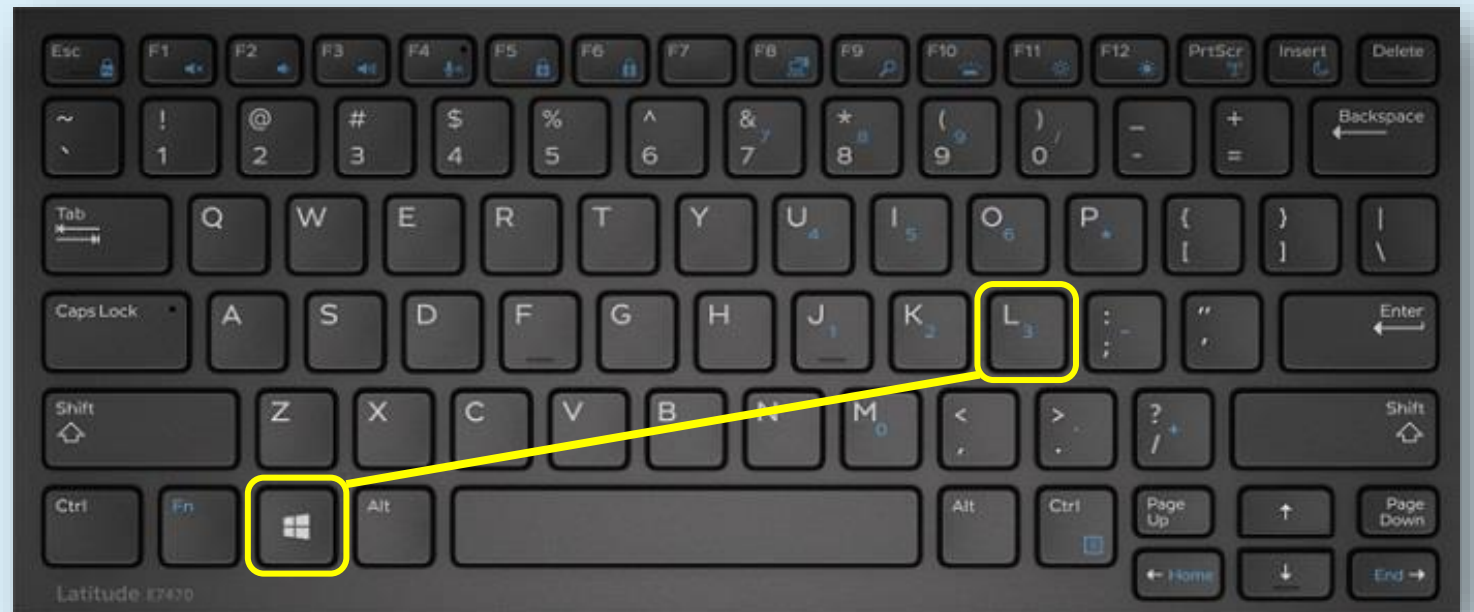 Esc F1 F2 F3 F4 F5 F6 F7 F8 F9 F10 F11 F12 PrtScr Insert Delete
~ ! @ # $ % ^ & * ( ) _ + Backspace
` 1 2 3 4 5 6 7 7 8 8 9 9 0 / - =
Tab Q W E R T Y U 4 I 5 O 6 P * { } |
[ ] \
Caps Lock A S D F G H J 1 K 2 L 3 : - " Enter
; '
Shift Z X C V B N M 0 < > . ? + Shift
, . /
Ctrl Fn Alt Alt Ctrl Page Up ↑ Page Down
← Home ↓ End →
Latitude E7470